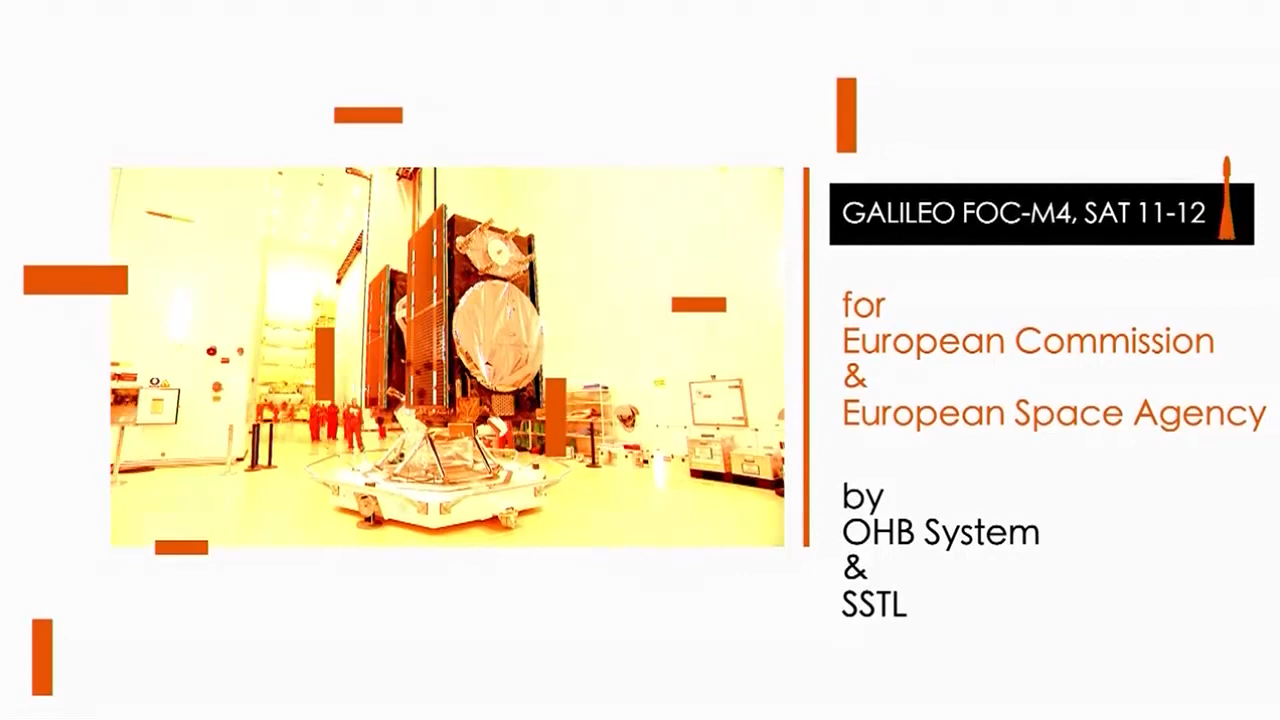 GALILEO FOC-M4, SAT 11-12
for
European Commission
&
European Space Agency
by
OHB System
&
SSTL